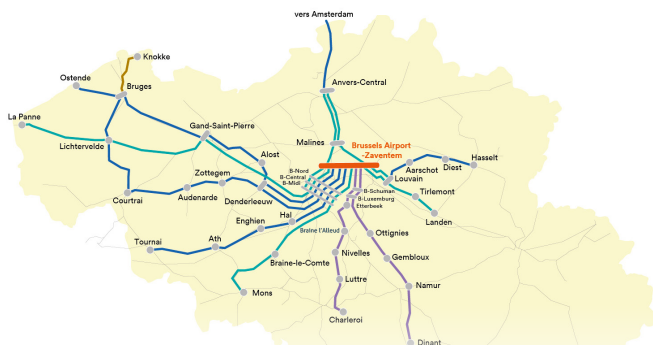 vers Amsterdam
Knokke
Ostende
Bruges
Anvers-Central
La Panne
Gand-Saint-Pierre
Lichtervelde
Malines
Brussels Airport
-Zaventem
Alost
Hasselt
Diest
Aarschot
Louvain
B-Nord
B-Central
B-Midi
Zottegem
B-Schuman
B-Luxemburg
Etterbeek
Tirlemont
Courtrai
Audenarde
Denderleeuw
Landen
Hal
Enghien
Braine l'Alleud
Ottignies
Tournai
Ath
Nivelles
Gembloux
Braine-le-Comte
Luttre
Namur
Mons
Charleroi
Dinant